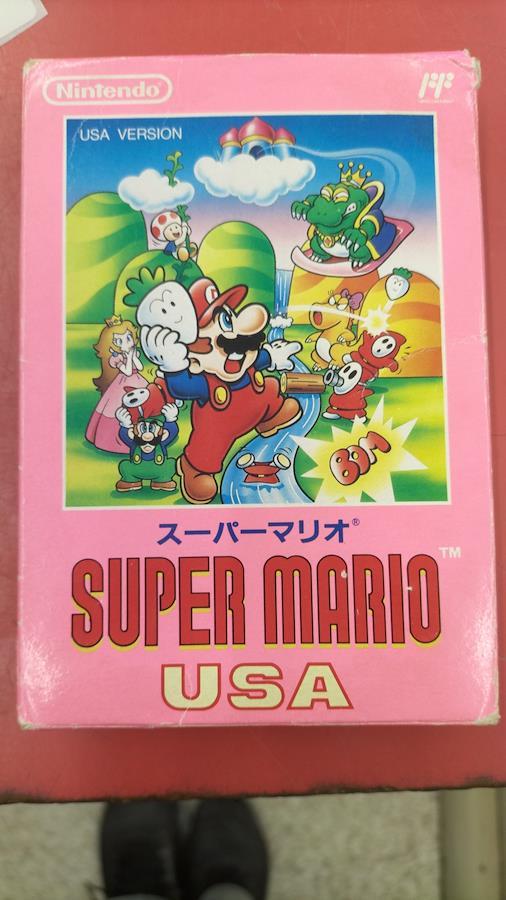 Nintendo
USA VERSION
スーパーマリオ®
SUPER MARIO™
USA